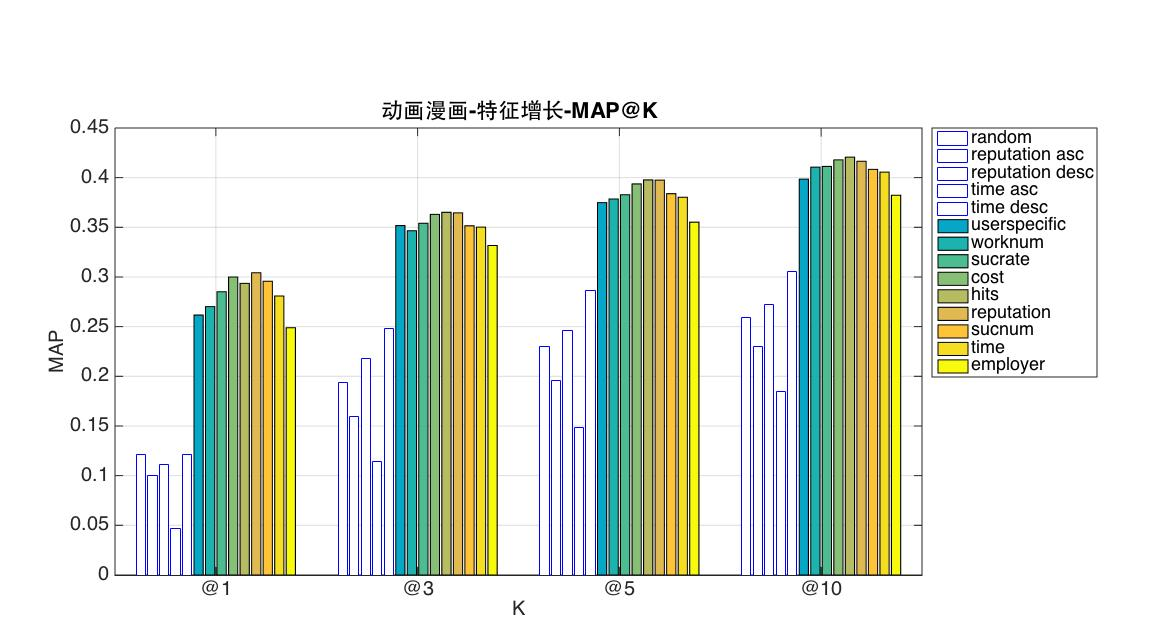 动画漫画-特征增长-MAP@K
0.45
0.4
0.35
0.3
0.25
0.2
0.15
0.1
0.05
0
MAP
@1
@3
@5
@10
K
random
reputation asc
reputation desc
time asc
time desc
userspecific
worknum
sucrate
cost
hits
reputation
sucnum
time
employer